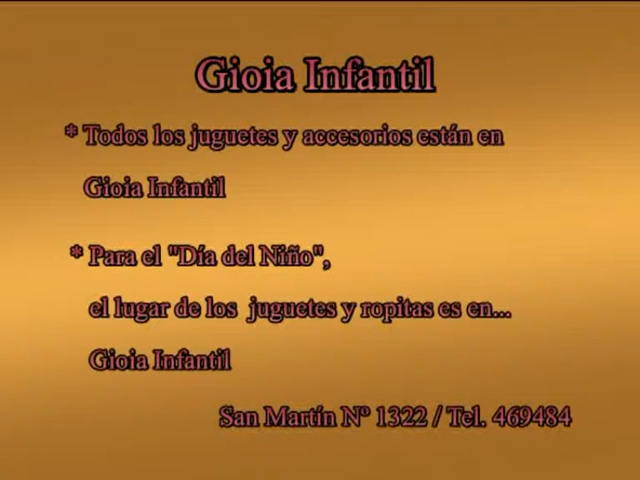 Gioia Infantil
* Todos los juguetes y accesorios están en
Gioia Infantil
* Para el "Día del Niño",
el lugar de los juguetes y ropitas es en...
Gioia Infantil
San Martín Nº 1322 / Tel. 469484